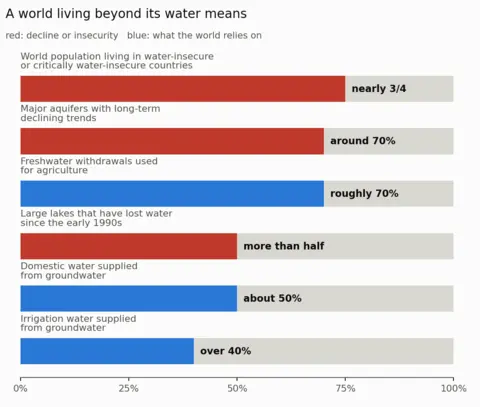 A world living beyond its water means
red: decline or insecurity blue: what the world relies on
World population living in water-insecure
or critically water-insecure countries
nearly 3/4
Major aquifers with long-term
declining trends
around 70%
Freshwater withdrawals used
for agriculture
roughly 70%
Large lakes that have lost water
since the early 1990s
more than half
Domestic water supplied
from groundwater
about 50%
Irrigation water supplied
from groundwater
over 40%
0% 25% 50% 75% 100%